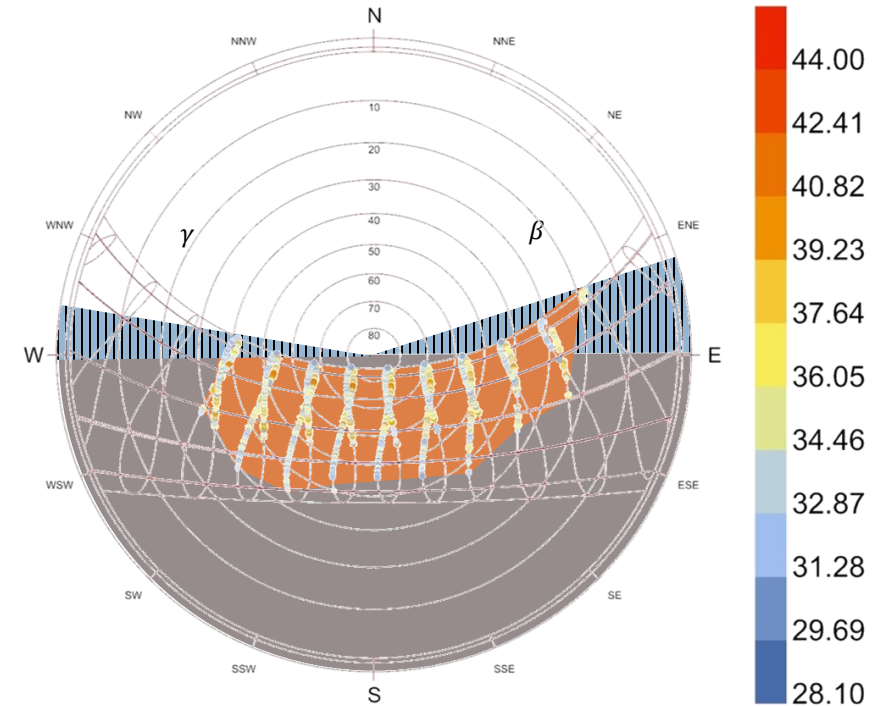 N
NNW
NNE
44.00
10
NW
NE
42.41
20
30
40.82
40
WNW
γ
β
ENE
50
39.23
60
70
37.64
80
W
E
36.05
34.46
WSW
ESE
32.87
31.28
SW
SE
29.69
SSW
SSE
S
28.10